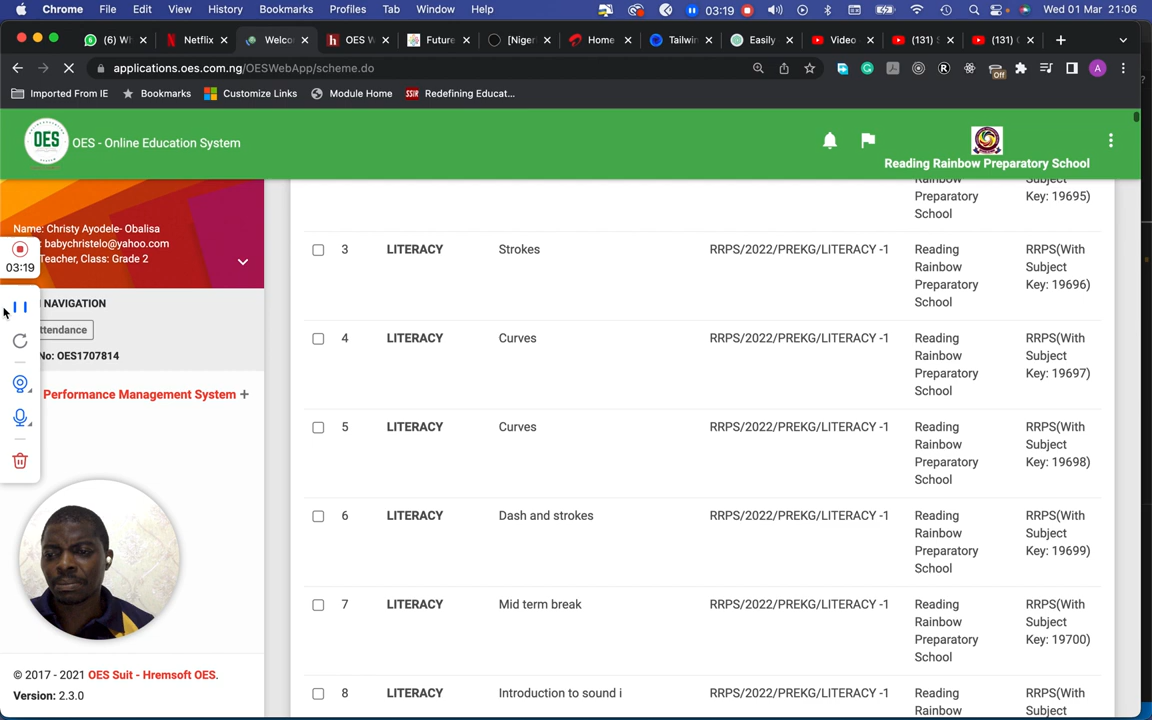 Chrome File Edit View History Bookmarks Profiles Tab Window Help 03:19 Wed 01 Mar 21:06
(6) Wh Netflix Welco OES W Future [Niger Home Tailwi Easily Video (131) S (131) C
applications.oes.com.ng/OESWebApp/scheme.do Off A
Imported From IE Bookmarks Customize Links Module Home SSIR Redefining Educat...
OES OES - Online Education System
Reading Rainbow Preparatory School
Name: Christy Ayodele- Obalisa
babychristelo@yahoo.com
Teacher, Class: Grade 2
03:19
NAVIGATION
ttendance
No: OES1707814
Performance Management System +
© 2017 - 2021 OES Suit - Hremsoft OES.
Version: 2.3.0
Rainbow Subject
Preparatory Key: 19695)
School
3 LITERACY Strokes RRPS/2022/PREKG/LITERACY -1 Reading RRPS(With
Rainbow Subject
Preparatory Key: 19696)
School
4 LITERACY Curves RRPS/2022/PREKG/LITERACY -1 Reading RRPS(With
Rainbow Subject
Preparatory Key: 19697)
School
5 LITERACY Curves RRPS/2022/PREKG/LITERACY -1 Reading RRPS(With
Rainbow Subject
Preparatory Key: 19698)
School
6 LITERACY Dash and strokes RRPS/2022/PREKG/LITERACY -1 Reading RRPS(With
Rainbow Subject
Preparatory Key: 19699)
School
7 LITERACY Mid term break RRPS/2022/PREKG/LITERACY -1 Reading RRPS(With
Rainbow Subject
Preparatory Key: 19700)
School
8 LITERACY Introduction to sound i RRPS/2022/PREKG/LITERACY -1 Reading RRPS(With
Rainbow Subject